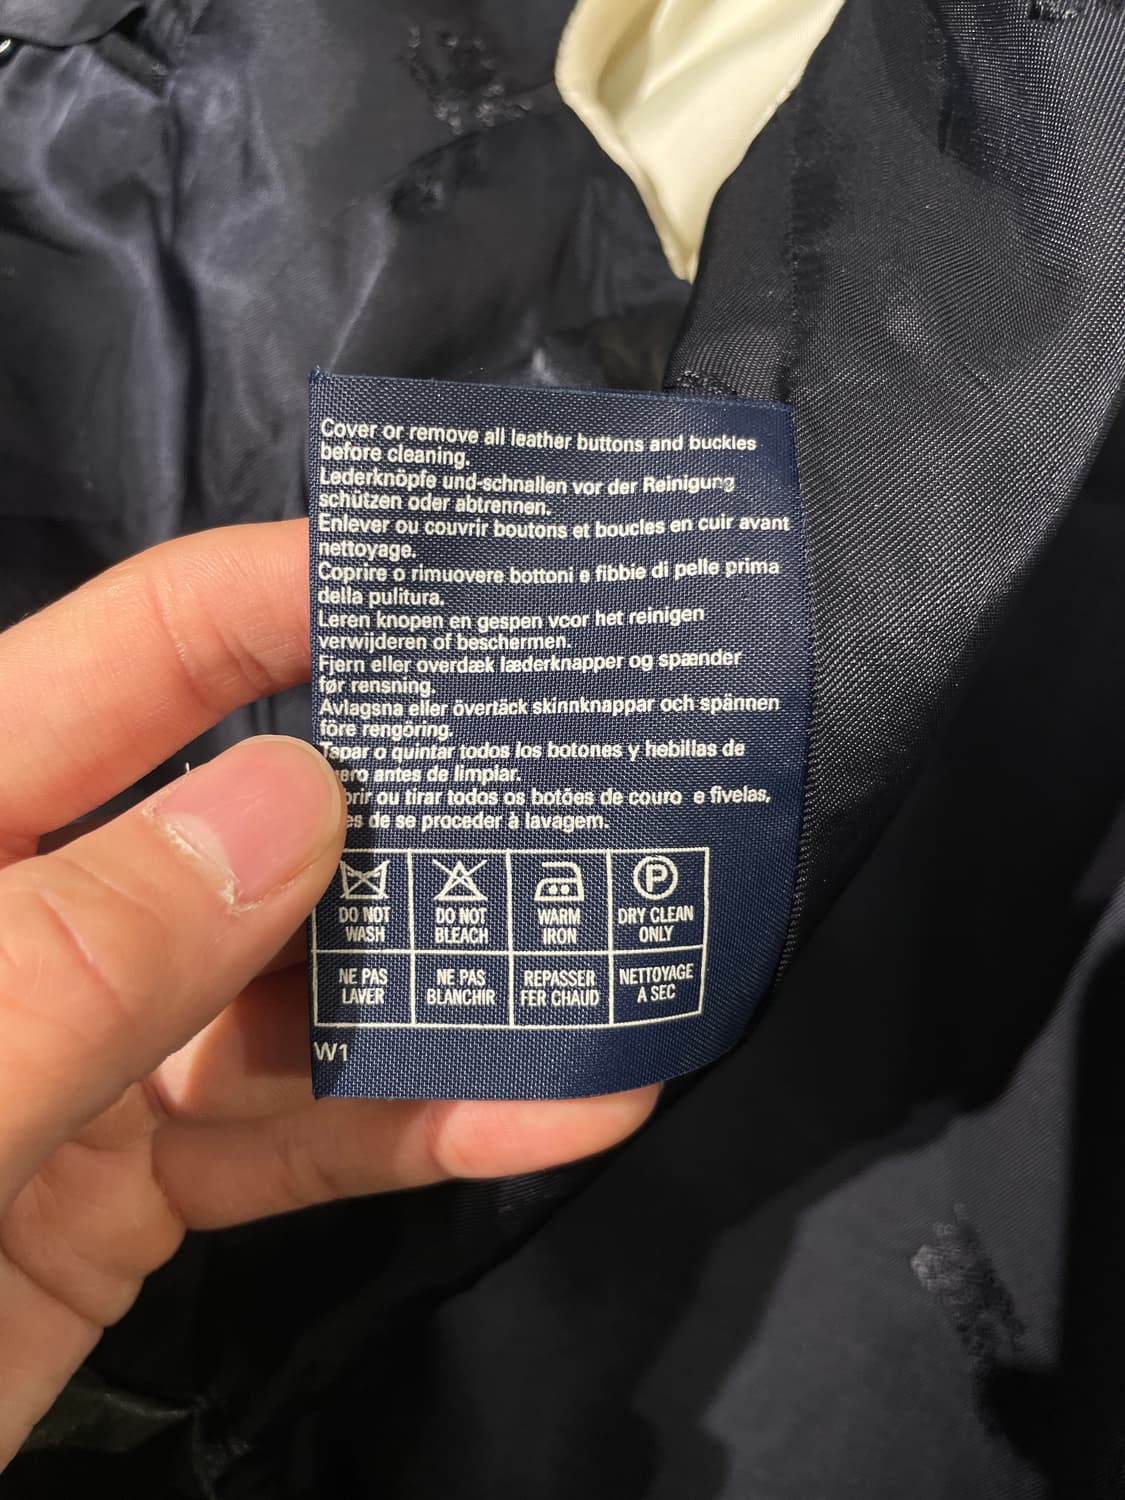 Cover or remove all leather buttons and buckles
before cleaning.
Lederknöpfe und-schnallen vor der Reinigung
schützen oder abtrennen.
Enlever ou couvrir boutons et boucles en cuir avant
nettoyage.
Coprire o rimuovere bottoni e fibbie di pelle prima
della pulitura.
Leren knopen en gespen voor het reinigen
verwijderen of beschermen.
Fjern eller overdæk læderknapper og spænder
før rensning.
Avlagsna eller övertäck skinnknappar och spännen
före rengöring.
Tapar o quintar todos los botones y hebillas de
antes de limpiar.
ou tirar todos os botões de couro e fivelas,
de se proceder à lavagem.
DO NOT WASH
DO NOT BLEACH
WARM IRON
P
DRY CLEAN ONLY
NE PAS LAVER
NE PAS BLANCHIR
REPASSER FER CHAUD
NETTOYAGE A SEC
W1